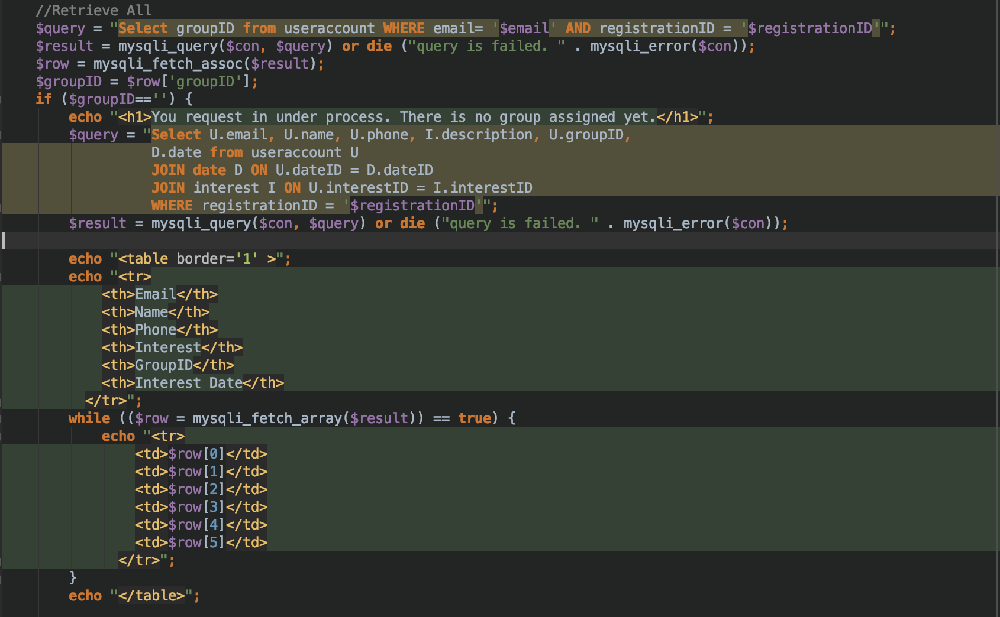 //Retrieve All
$query = "Select groupID from useraccount WHERE email= '$email' AND registrationID = '$registrationID'";
$result = mysqli_query($con, $query) or die ("query is failed. " . mysqli_error($con));
$row = mysqli_fetch_assoc($result);
$groupID = $row['groupID'];
if ($groupID=='') {
echo "<h1>You request in under process. There is no group assigned yet.</h1>";
$query = "Select U.email, U.name, U.phone, I.description, U.groupID,
D.date from useraccount U
JOIN date D ON U.dateID = D.dateID
JOIN interest I ON U.interestID = I.interestID
WHERE registrationID = '$registrationID'";
$result = mysqli_query($con, $query) or die ("query is failed. " . mysqli_error($con));
echo "<table border='1' >";
echo "<tr>
<th>Email</th>
<th>Name</th>
<th>Phone</th>
<th>Interest</th>
<th>GroupID</th>
<th>Interest Date</th>
</tr>";
while (($row = mysqli_fetch_array($result)) == true) {
echo "<tr>
<td>$row[0]</td>
<td>$row[1]</td>
<td>$row[2]</td>
<td>$row[3]</td>
<td>$row[4]</td>
<td>$row[5]</td>
</tr>";
}
echo "</table>";